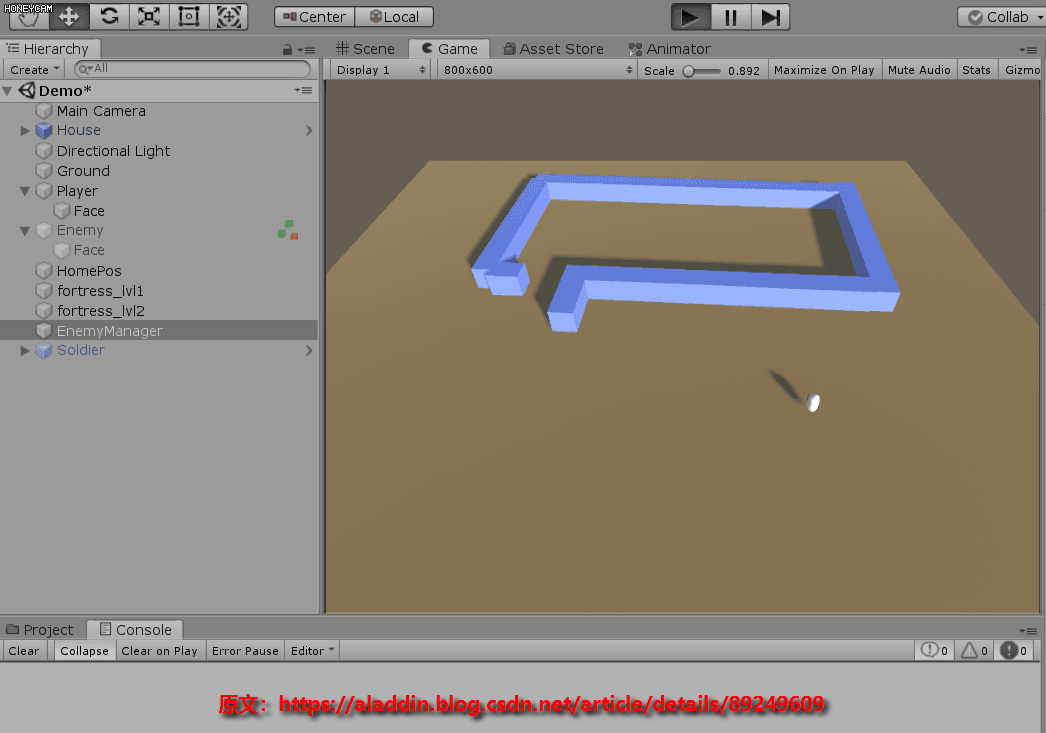 HONEYCAM
Center Local Collab
Hierarchy Scene Game Asset Store Animator
Create All Display 1 800x600 Scale 0.892 Maximize On Play Mute Audio Stats Gizmo
Demo*
Main Camera
House
Directional Light
Ground
Player
Face
Enemy
Face
HomePos
fortress_lvl1
fortress_lvl2
EnemyManager
Soldier
Project Console
Clear Collapse Clear on Play Error Pause Editor 0 0 0
原文：https://aladdin.blog.csdn.net/article/details/89249609